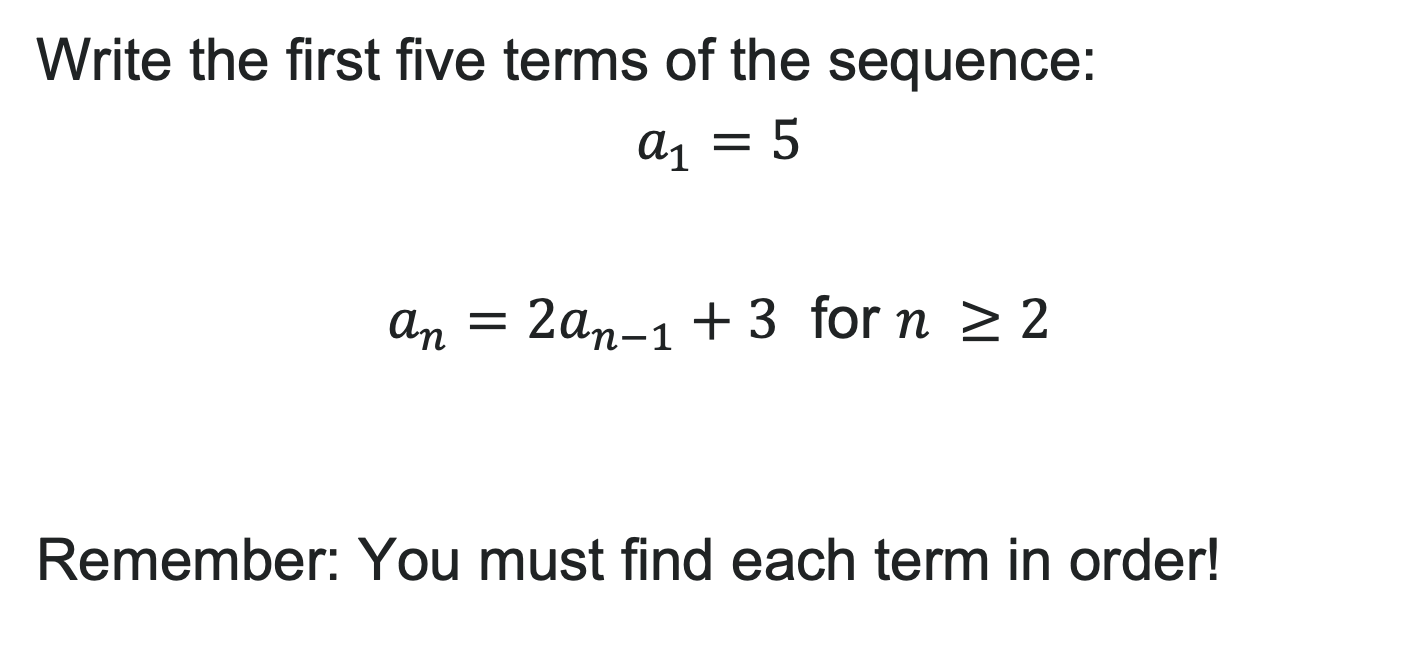 Write the first five terms of the sequence:
a₁ = 5
aₙ = 2aₙ₋₁ + 3 for n ≥ 2
Remember: You must find each term in order!